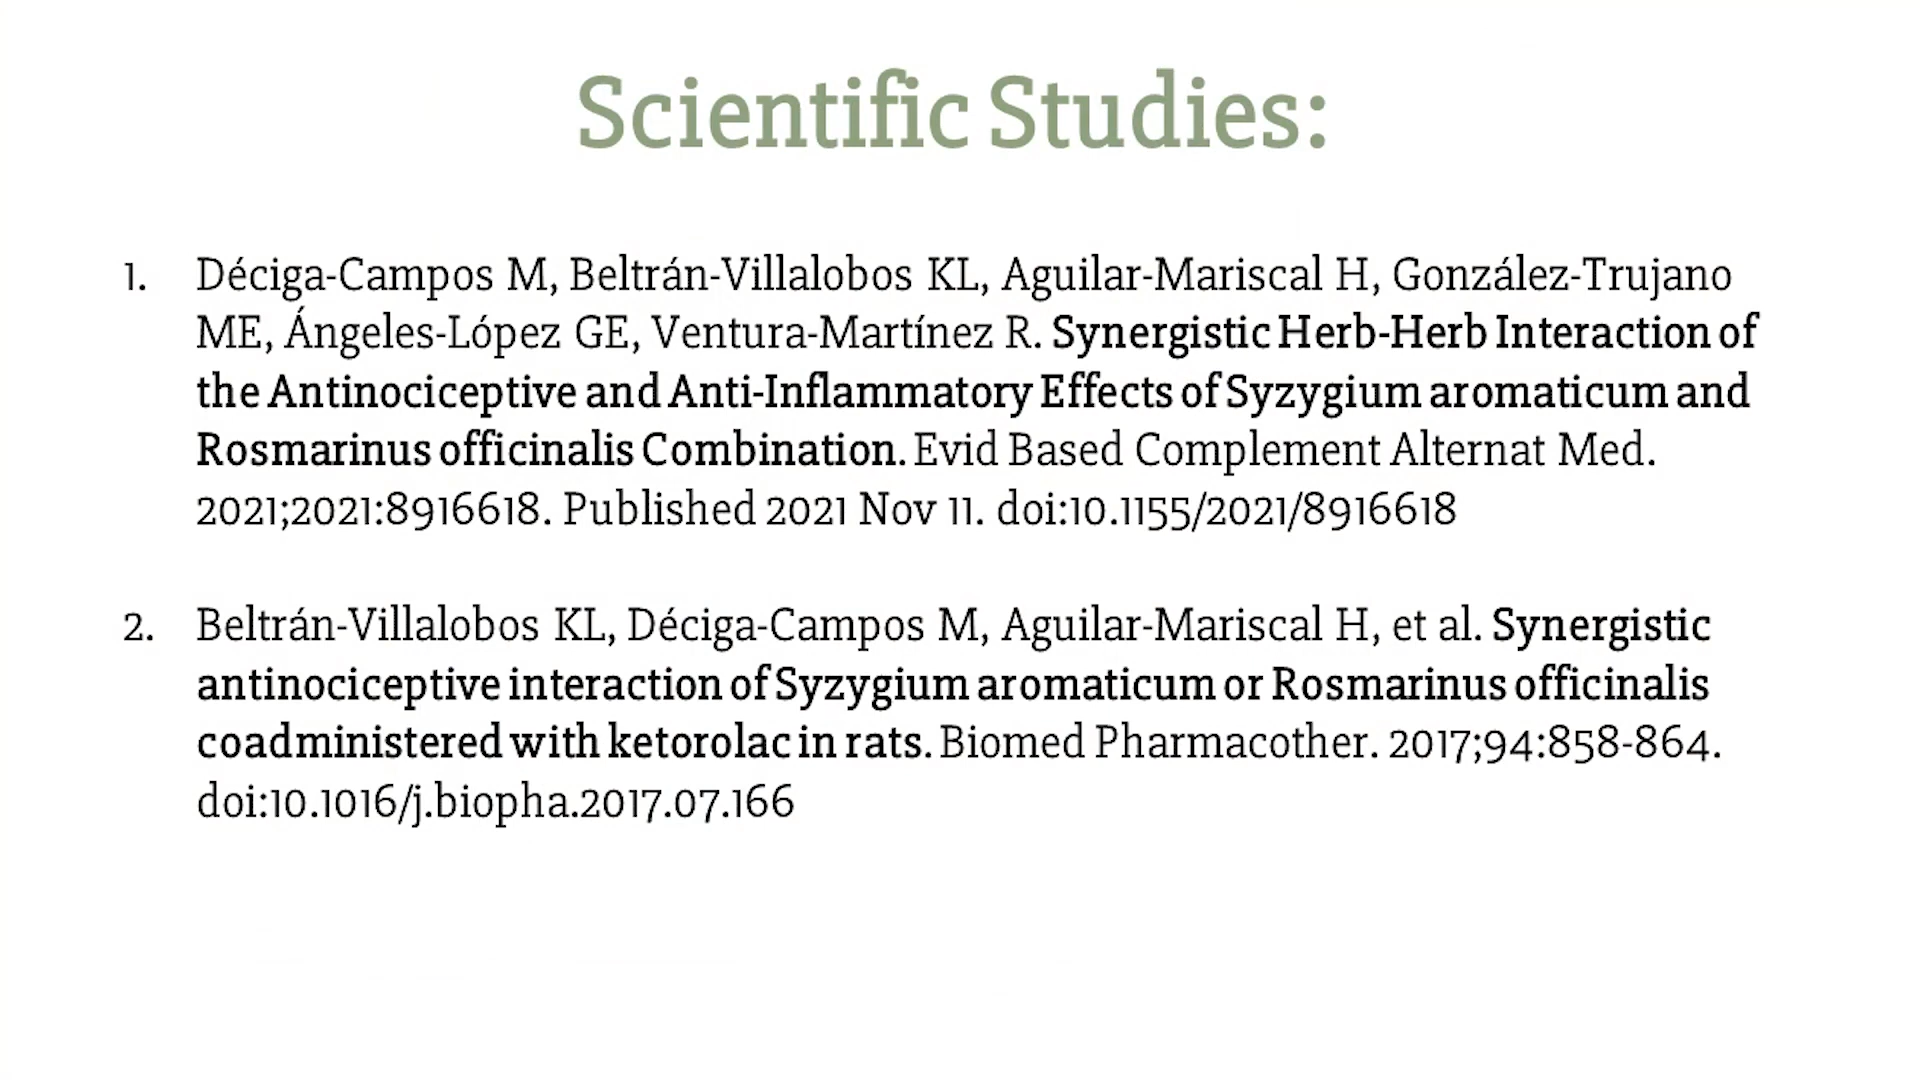 Scientific Studies:
1. Déciga-Campos M, Beltrán-Villalobos KL, Aguilar-Mariscal H, González-Trujano
ME, Ángeles-López GE, Ventura-Martínez R. Synergistic Herb-Herb Interaction of
the Antinociceptive and Anti-Inflammatory Effects of Syzygium aromaticum and
Rosmarinus officinalis Combination. Evid Based Complement Alternat Med.
2021;2021:8916618. Published 2021 Nov 11. doi:10.1155/2021/8916618
2. Beltrán-Villalobos KL, Déciga-Campos M, Aguilar-Mariscal H, et al. Synergistic
antinociceptive interaction of Syzygium aromaticum or Rosmarinus officinalis
coadministered with ketorolac in rats. Biomed Pharmacother. 2017;94:858-864.
doi:10.1016/j.biopha.2017.07.166